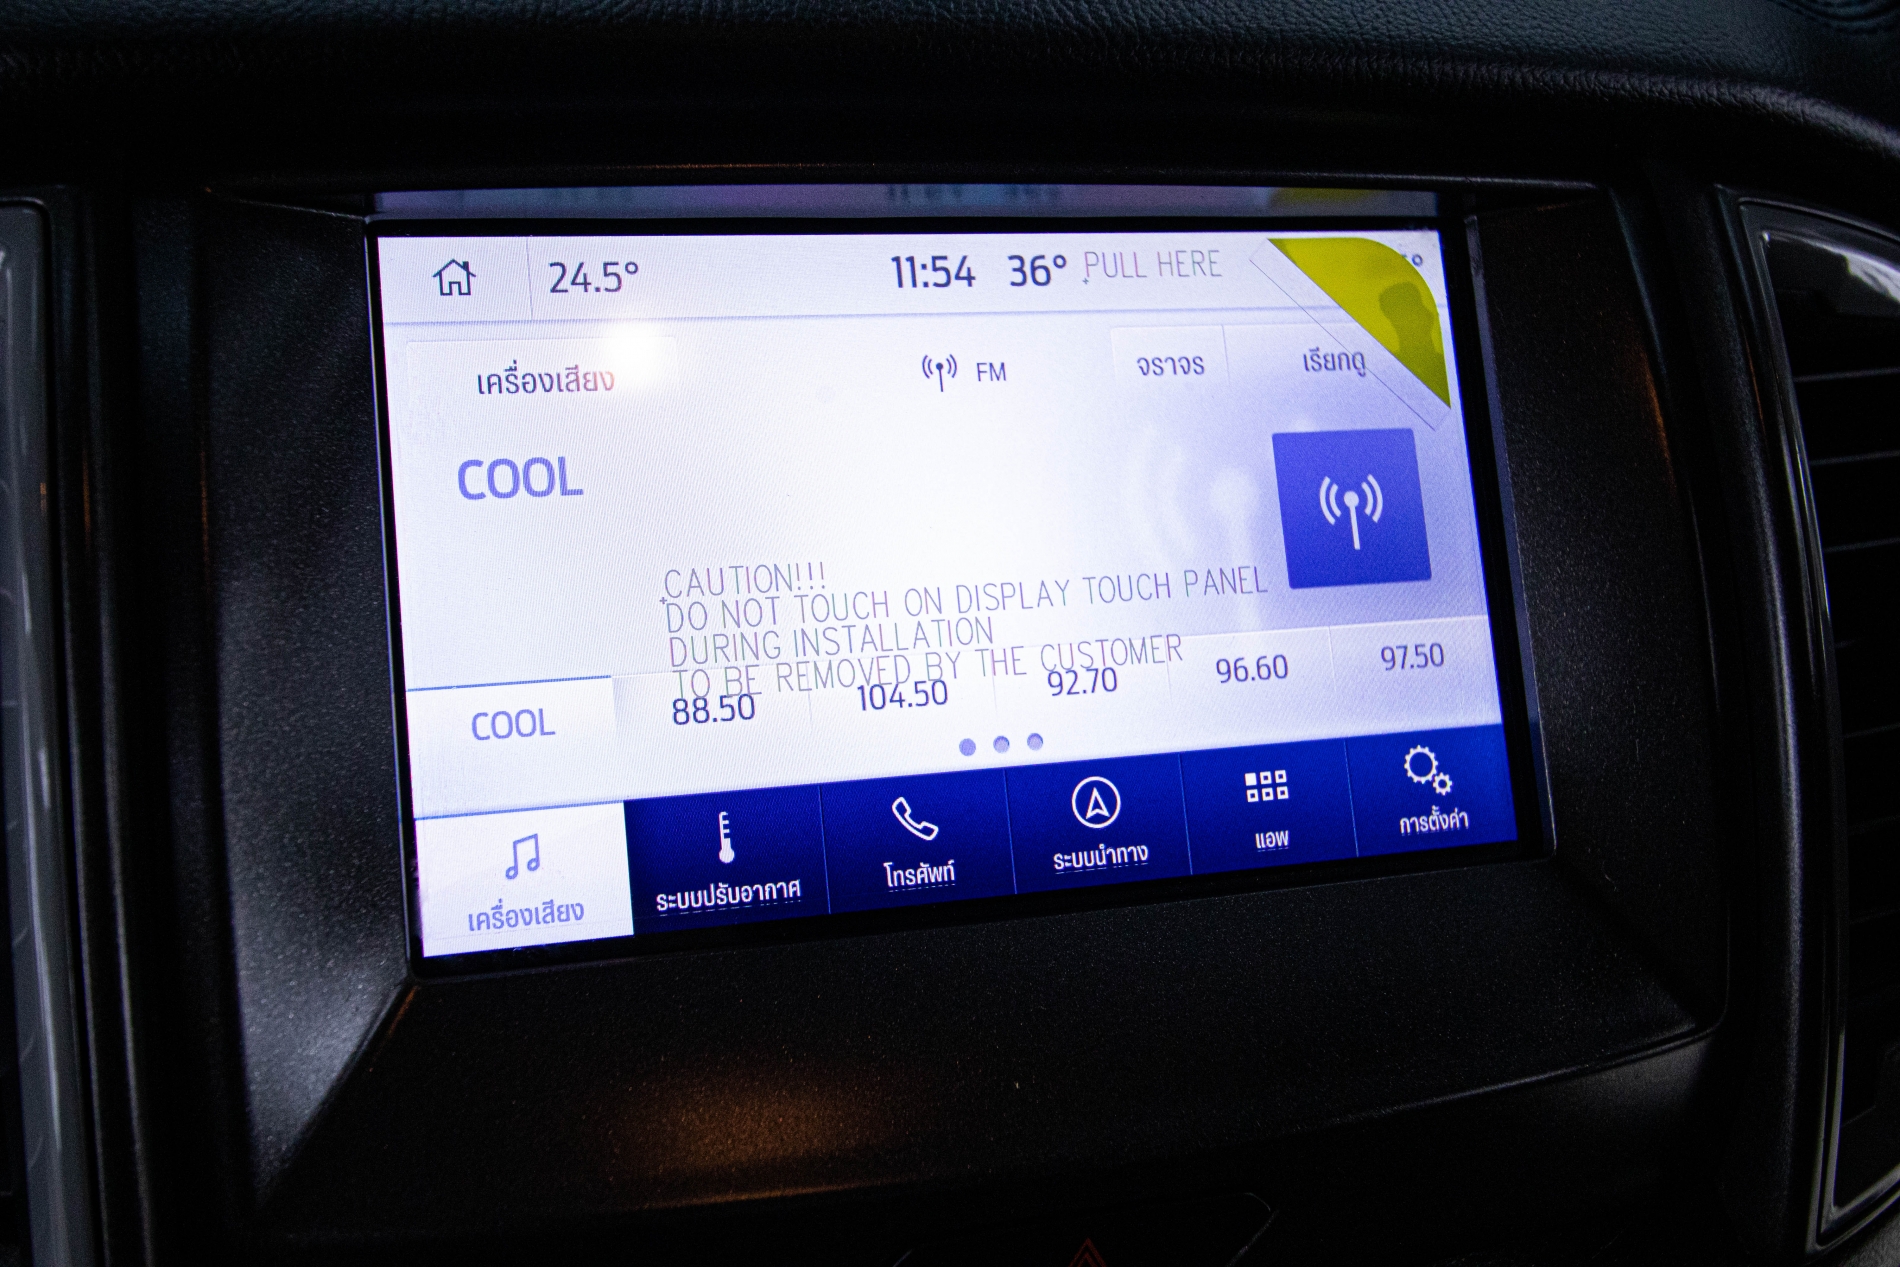 24.5°
11:54 36° PULL HERE
เครื่องเสียง
FM
จราจร
เรียกดู
COOL
CAUTION!!!
DO NOT TOUCH ON DISPLAY TOUCH PANEL
DURING INSTALLATION
TO BE REMOVED BY THE CUSTOMER
COOL 88.50 104.50 92.70 96.60 97.50
เครื่องเสียง ระบบปรับอากาศ โทรศัพท์ ระบบนำทาง แอพ การตั้งค่า